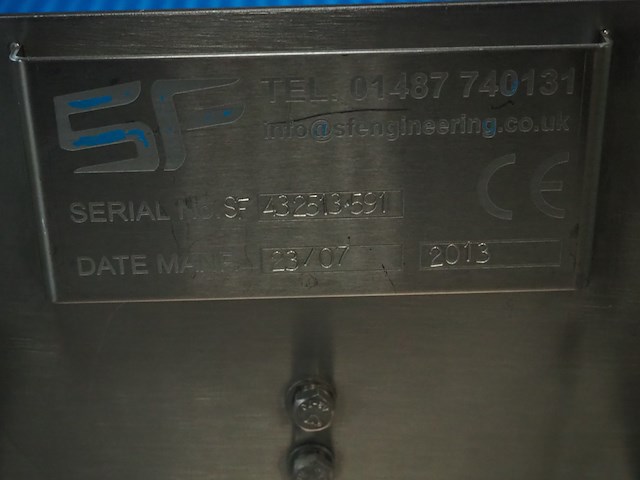 SF TEL. 01487 740131
info@sfengineering.co.uk
SERIAL NO. SF 432513/591
CE
DATE MANF. 23/07 2013